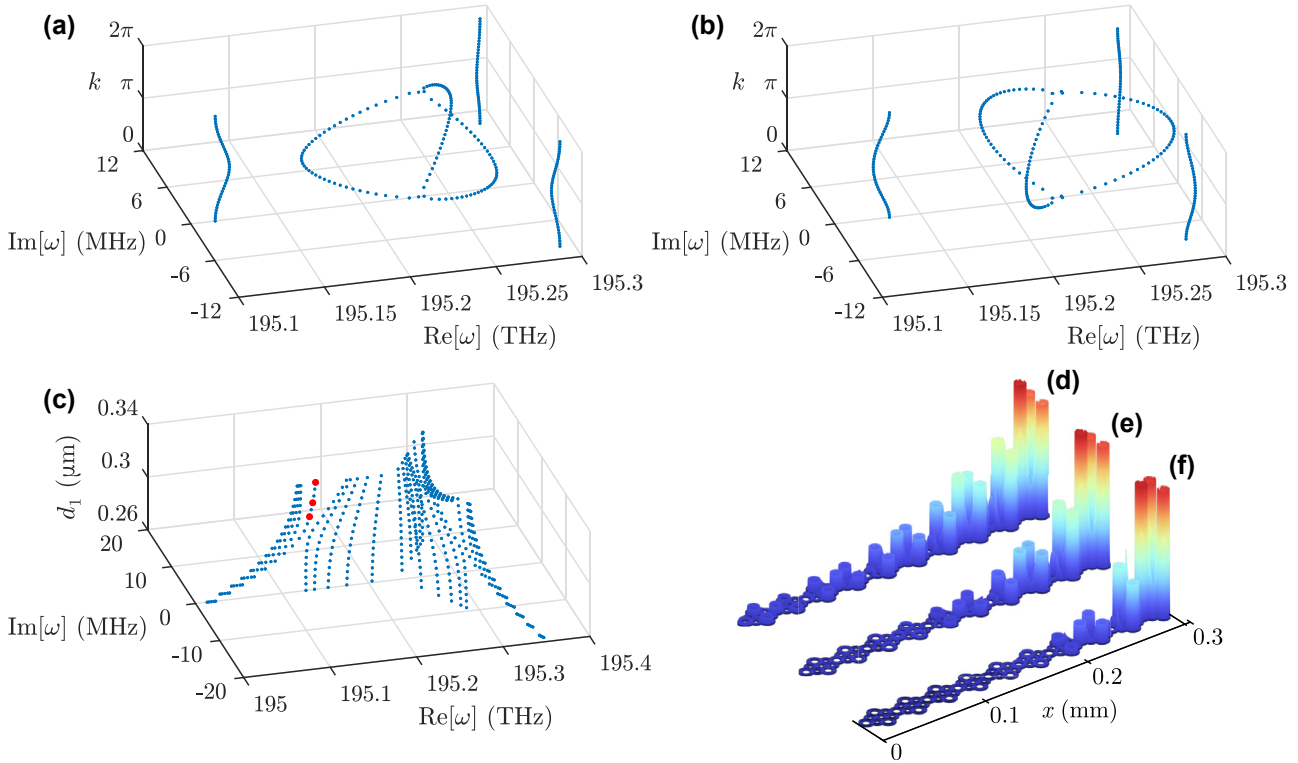 (a)
2π
k π
0
12
6
Im[ω] (MHz) 0
-6
-12
195.1
195.15
195.2
195.25
195.3
Re[ω] (THz)
(b)
2π
k π
0
12
6
Im[ω] (MHz) 0
-6
-12
195.1
195.15
195.2
195.25
195.3
Re[ω] (THz)
(c)
0.34
d₁ (μm) 0.3
0.26
20
10
Im[ω] (MHz) 0
-10
-20
195
195.1
195.2
195.3
195.4
Re[ω] (THz)
(d)
(e)
(f)
0.3
0.2
0.1
0
x (mm)